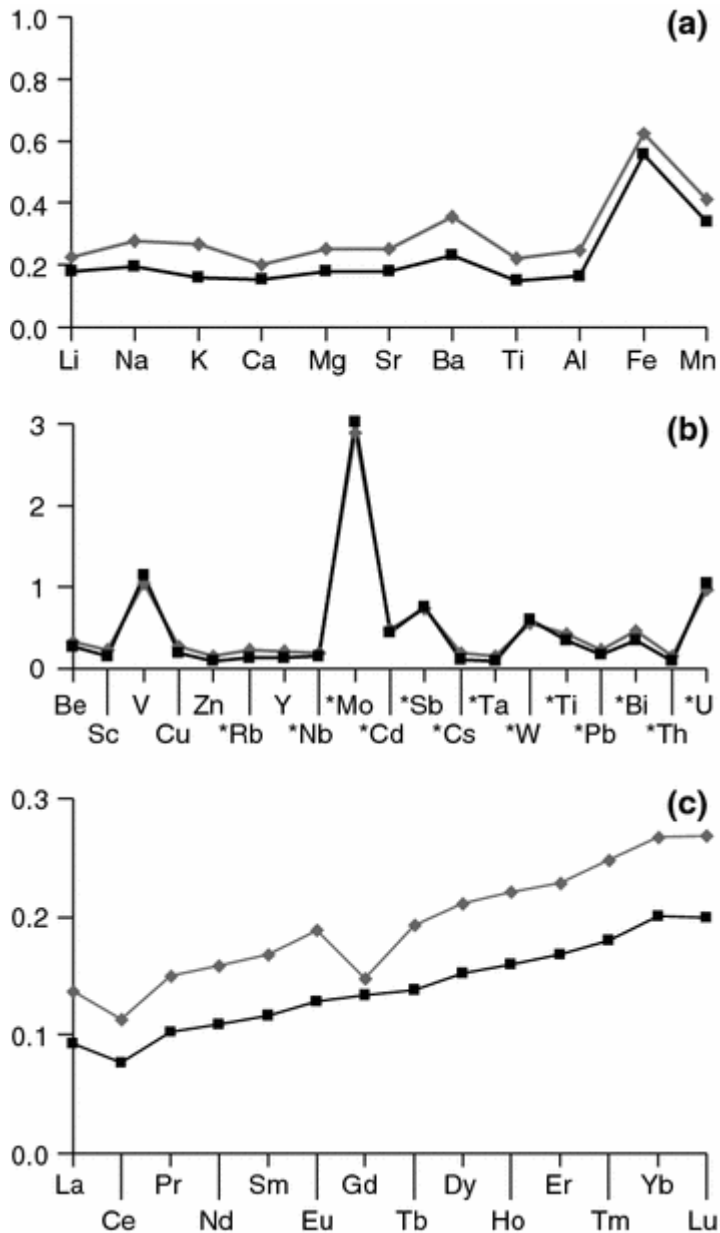 1.0
(a)
0.8
0.6
0.4
0.2
0.0
Li Na K Ca Mg Sr Ba Ti Al Fe Mn
3
(b)
2
1
0
Be V Zn Y *Mo *Sb *Ta *Ti *Bi *U
Sc Cu *Rb *Nb *Cd *Cs *W *Pb *Th
0.3
(c)
0.2
0.1
0.0
La Pr Sm Gd Dy Er Yb
Ce Nd Eu Tb Ho Tm Lu